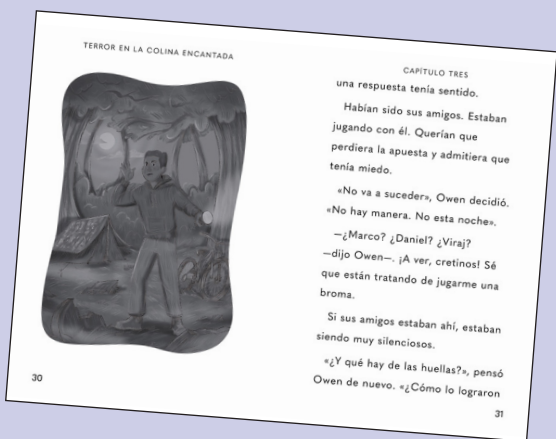 TERROR EN LA COLINA ENCANTADA
30
CAPÍTULO TRES
una respuesta tenía sentido.
Habían sido sus amigos. Estaban
jugando con él. Querían que
perdiera la apuesta y admitiera que
tenía miedo.
«No va a suceder», Owen decidió.
«No hay manera. No esta noche».
—¿Marco? ¿Daniel? ¿Viraj?
—dijo Owen—. ¡A ver, cretinos! Sé
que están tratando de jugarme una
broma.
Si sus amigos estaban ahí, estaban
siendo muy silenciosos.
«¿Y qué hay de las huellas?», pensó
Owen de nuevo. «¿Cómo lo lograron
31